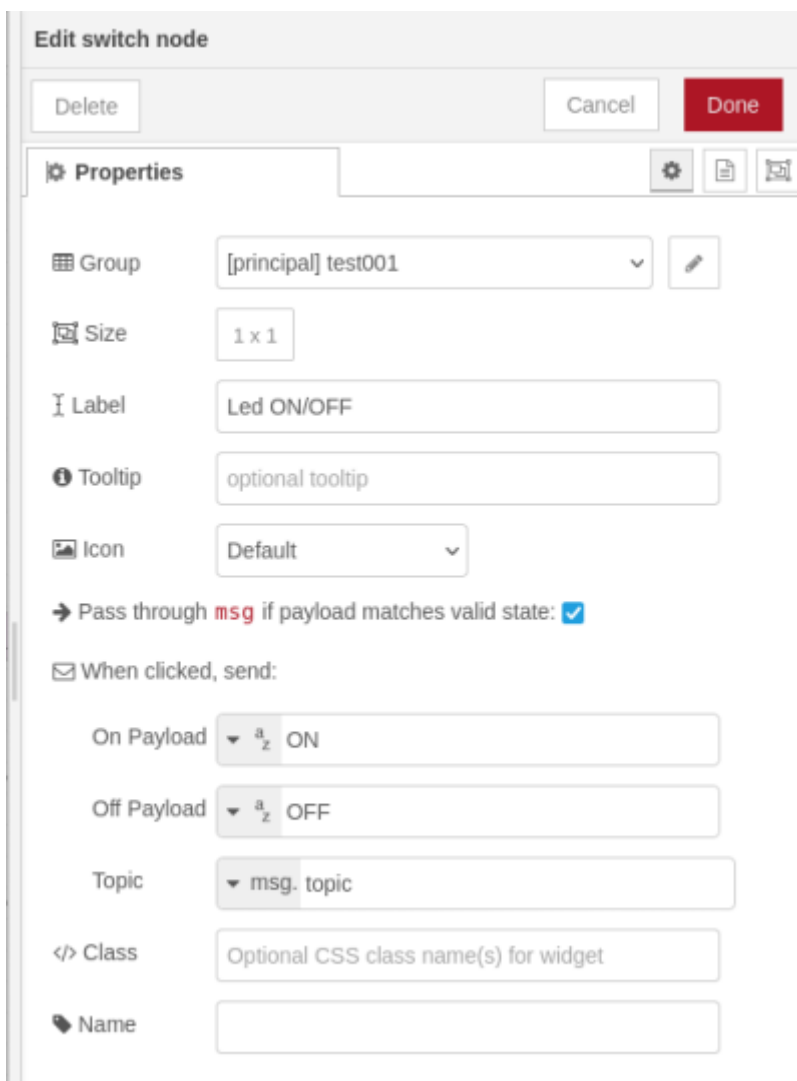 Edit switch node
Delete Cancel Done
Properties
Group [principal] test001
Size 1 x 1
Label Led ON/OFF
Tooltip optional tooltip
Icon Default
Pass through msg if payload matches valid state:
When clicked, send:
On Payload a z ON
Off Payload a z OFF
Topic msg. topic
</> Class Optional CSS class name(s) for widget
Name